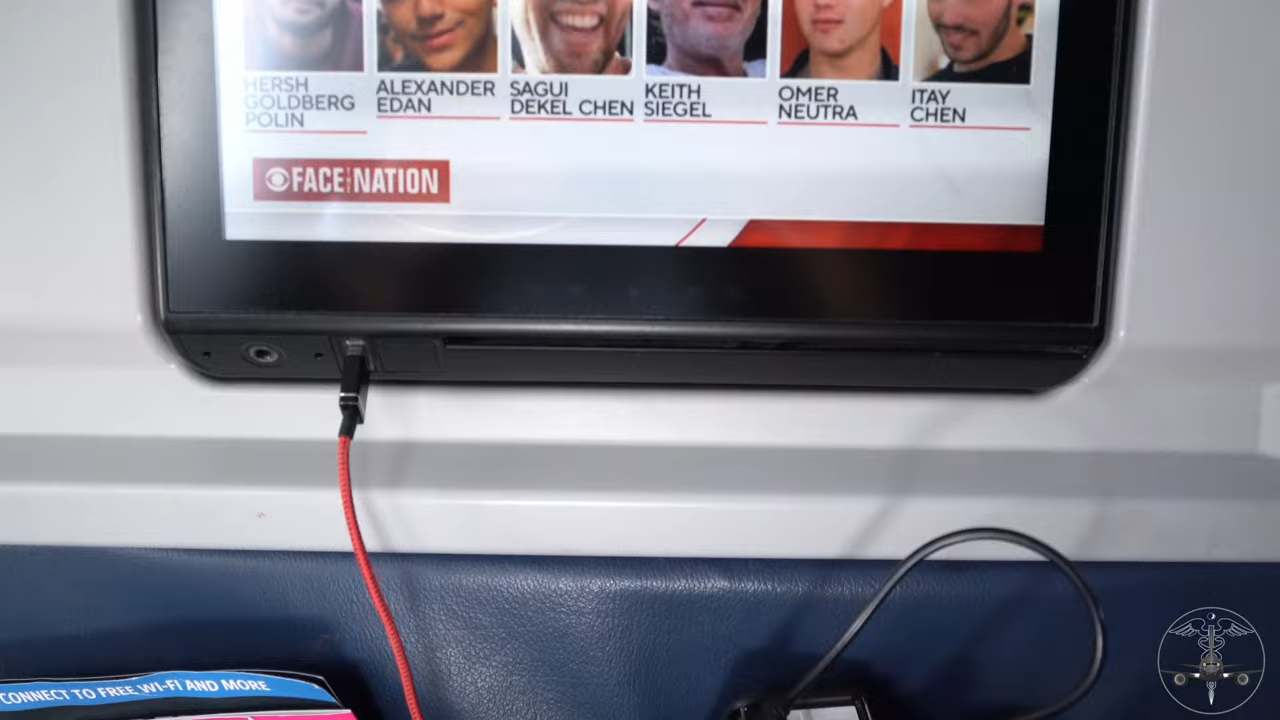 HERSH
GOLDBERG
POLIN
ALEXANDER
EDAN
SAGUI
DEKEL CHEN
KEITH
SIEGEL
OMER
NEUTRA
ITAY
CHEN
FACE THE NATION
CONNECT TO FREE WI-FI AND MORE